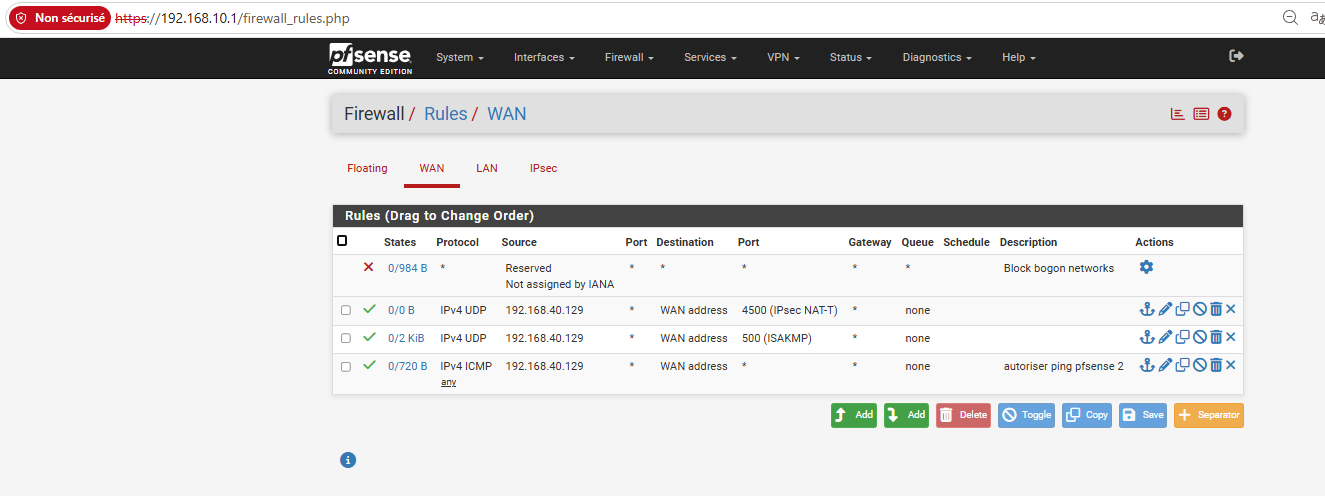 Non sécurisé https://192.168.10.1/firewall_rules.php
pfsense COMMUNITY EDITION System Interfaces Firewall Services VPN Status Diagnostics Help
Firewall / Rules / WAN
Floating WAN LAN IPsec
Rules (Drag to Change Order)
States Protocol Source Port Destination Port Gateway Queue Schedule Description Actions
0/984 B * Reserved * * * * * Block bogon networks
Not assigned by IANA
0/0 B IPv4 UDP 192.168.40.129 * WAN address 4500 (IPsec NAT-T) * none
0/2 KiB IPv4 UDP 192.168.40.129 * WAN address 500 (ISAKMP) * none
0/720 B IPv4 ICMP 192.168.40.129 * WAN address * * none autoriser ping pfsense 2
any
Add Add Delete Toggle Copy Save Separator